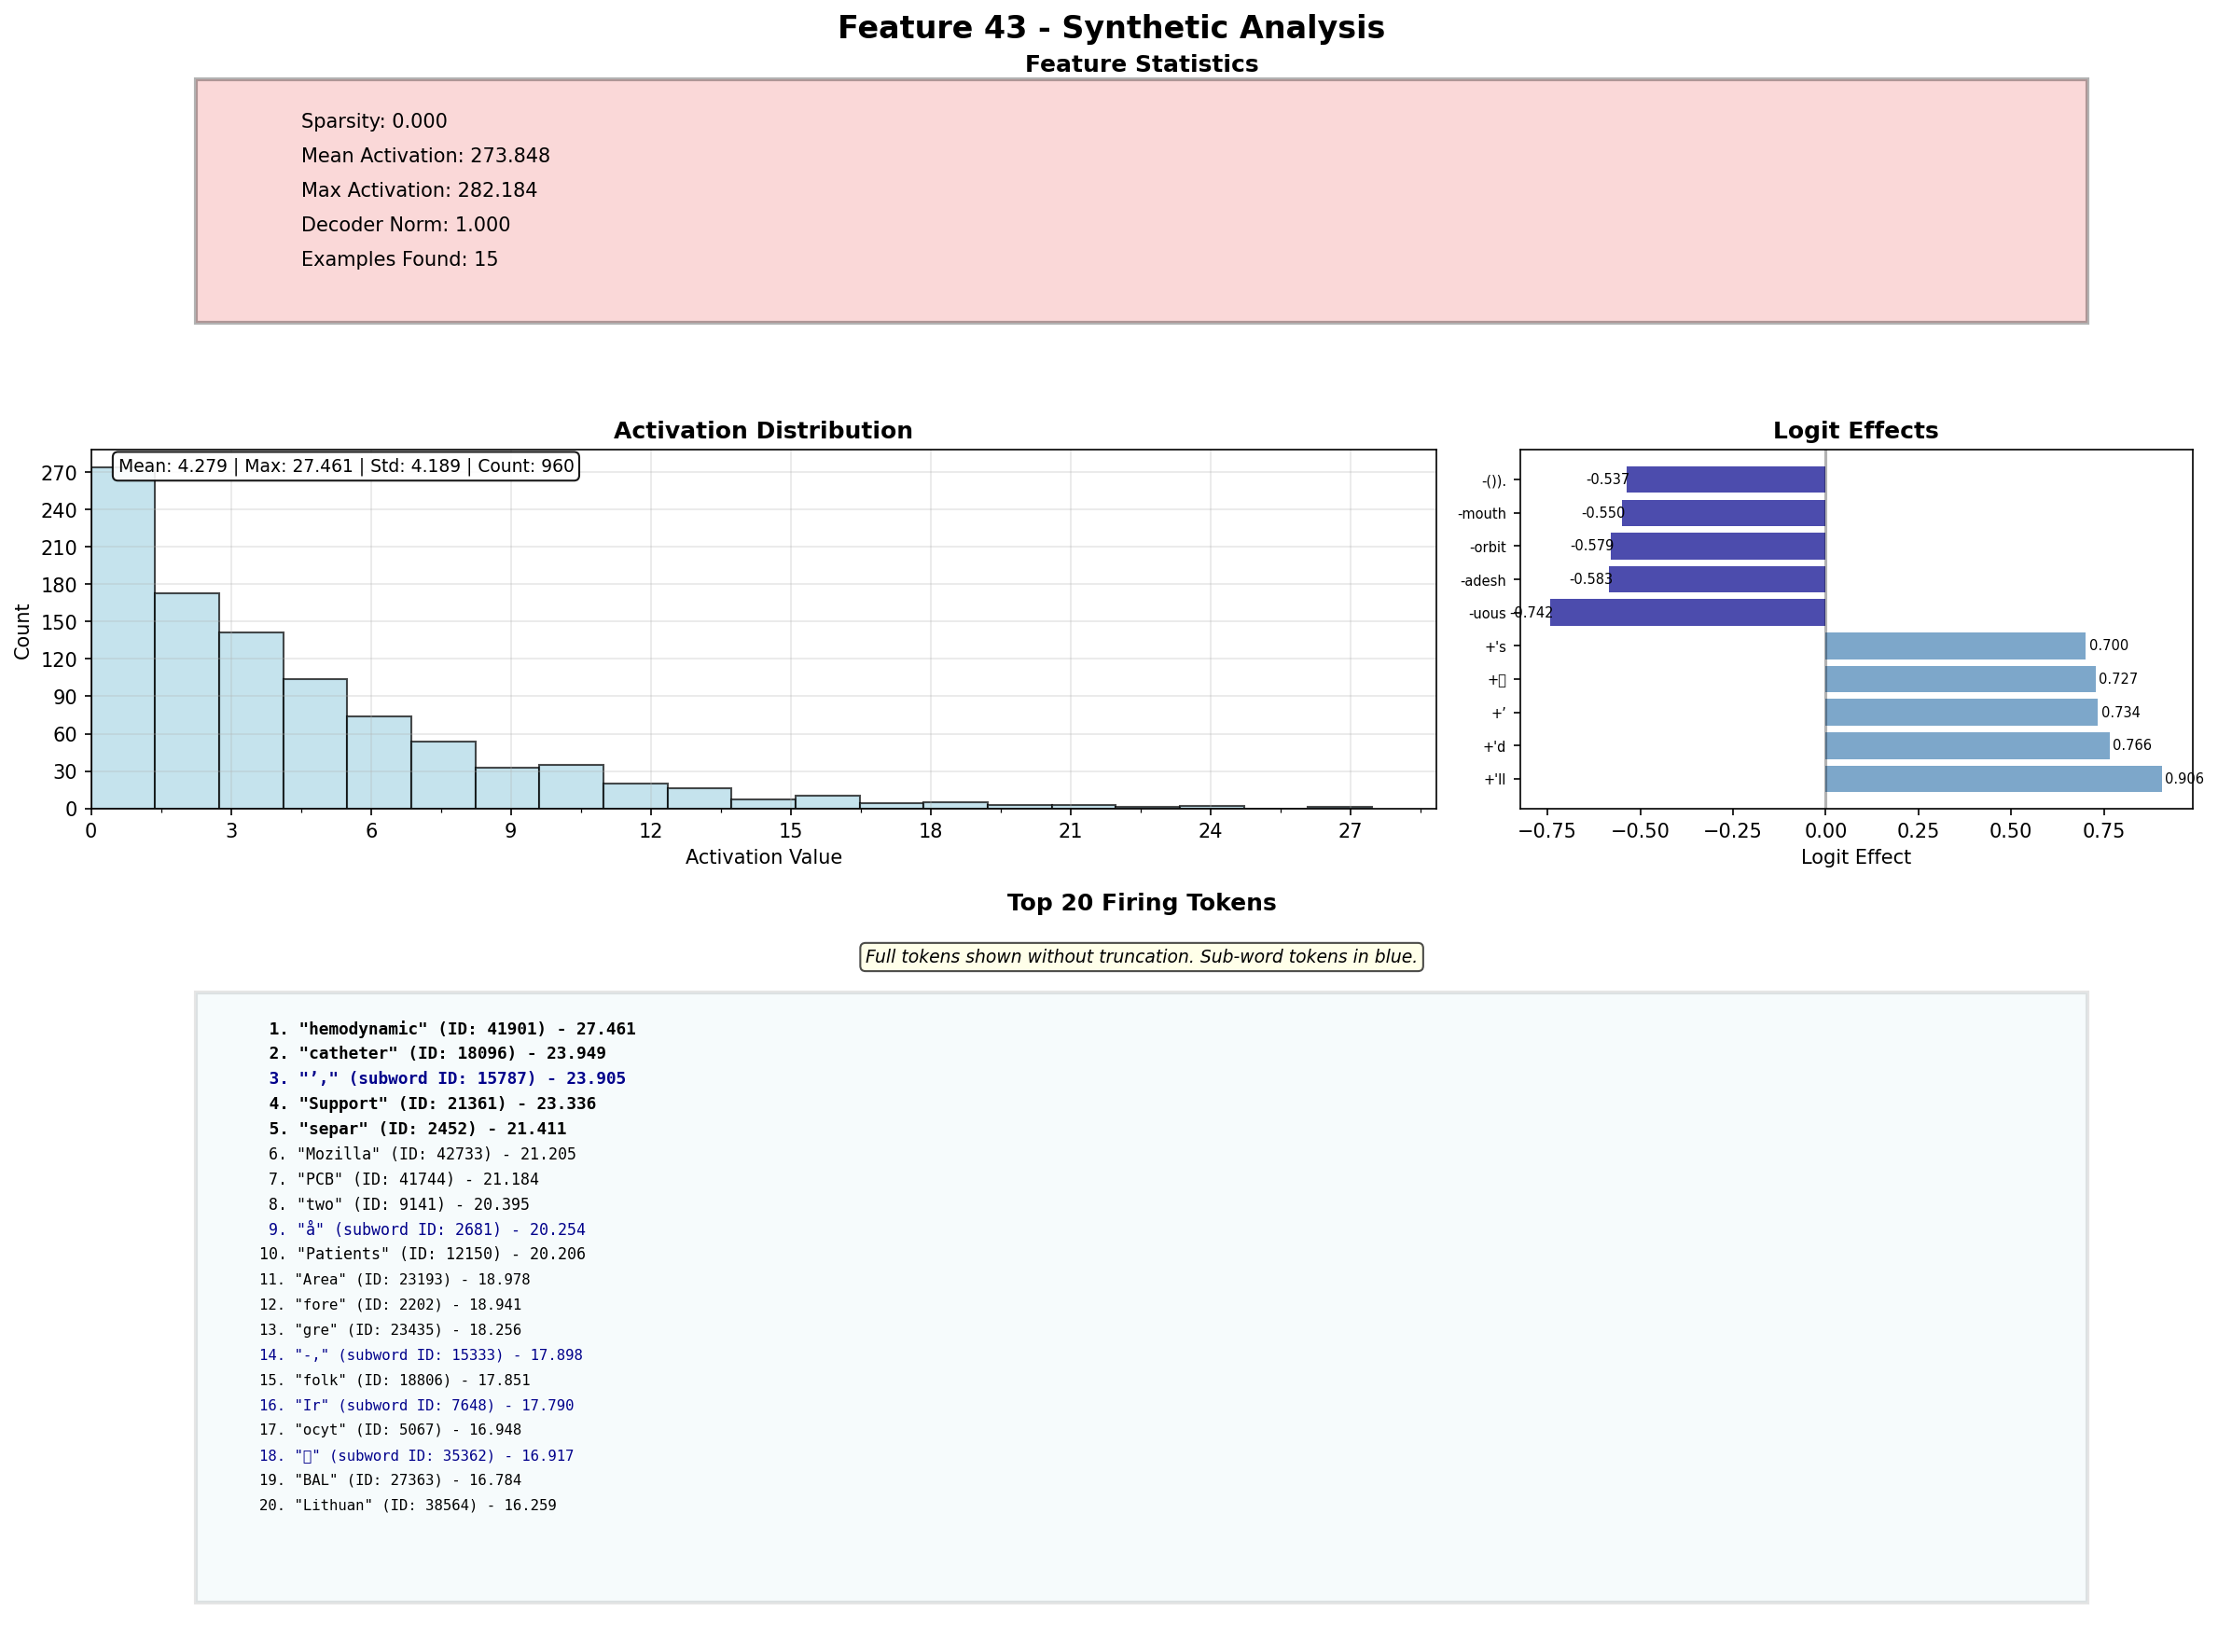 Feature 43 - Synthetic Analysis
Feature Statistics
Sparsity: 0.000
Mean Activation: 273.848
Max Activation: 282.184
Decoder Norm: 1.000
Examples Found: 15
Activation Distribution
Mean: 4.279 | Max: 27.461 | Std: 4.189 | Count: 960
Count
270
240
210
180
150
120
90
60
30
0
0 3 6 9 12 15 18 21 24 27
Activation Value
Logit Effects
-()). -0.537
-mouth -0.550
-orbit -0.579
-adesh -0.583
-uous -0.742
+'s 0.700
+▯ 0.727
+’ 0.734
+'d 0.766
+'ll 0.906
−0.75 −0.50 −0.25 0.00 0.25 0.50 0.75
Logit Effect
Top 20 Firing Tokens
Full tokens shown without truncation. Sub-word tokens in blue.
1. "hemodynamic" (ID: 41901) - 27.461
2. "catheter" (ID: 18096) - 23.949
3. "’," (subword ID: 15787) - 23.905
4. "Support" (ID: 21361) - 23.336
5. "separ" (ID: 2452) - 21.411
6. "Mozilla" (ID: 42733) - 21.205
7. "PCB" (ID: 41744) - 21.184
8. "two" (ID: 9141) - 20.395
9. "å" (subword ID: 2681) - 20.254
10. "Patients" (ID: 12150) - 20.206
11. "Area" (ID: 23193) - 18.978
12. "fore" (ID: 2202) - 18.941
13. "gre" (ID: 23435) - 18.256
14. "-," (subword ID: 15333) - 17.898
15. "folk" (ID: 18806) - 17.851
16. "Ir" (subword ID: 7648) - 17.790
17. "ocyt" (ID: 5067) - 16.948
18. "▯" (subword ID: 35362) - 16.917
19. "BAL" (ID: 27363) - 16.784
20. "Lithuan" (ID: 38564) - 16.259